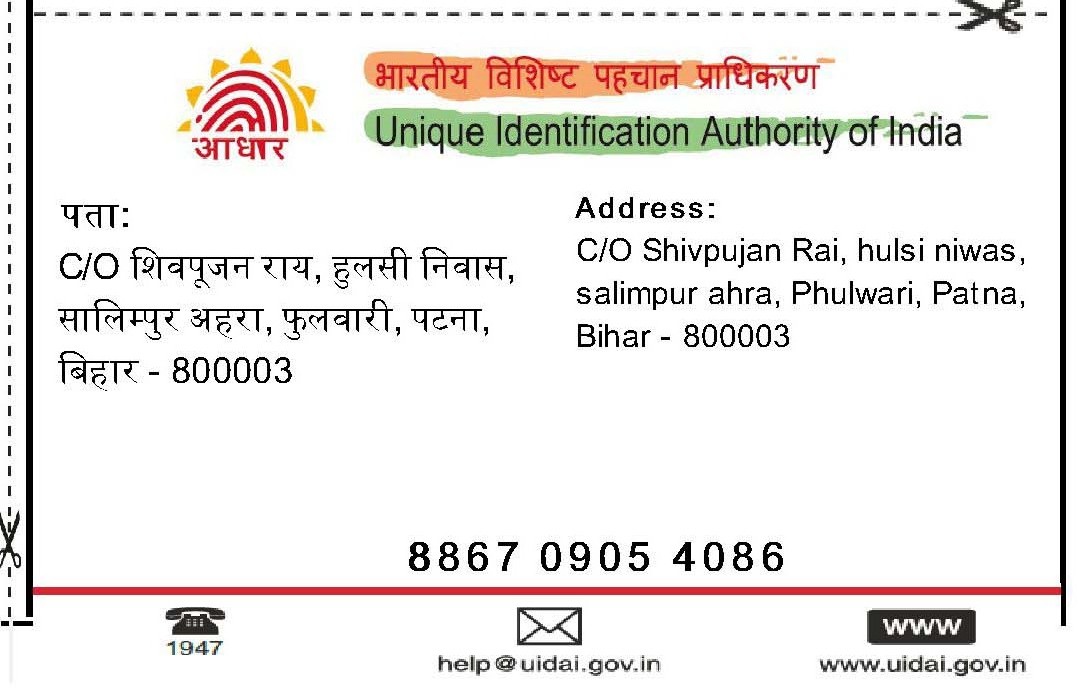 भारतीय विशिष्ट पहचान प्राधिकरण
Unique Identification Authority of India
आधार
पता:
C/O शिवपूजन राय, हुलसी निवास,
सालिम्पुर अहरा, फुलवारी, पटना,
बिहार - 800003
Address:
C/O Shivpujan Rai, hulsi niwas,
salimpur ahra, Phulwari, Patna,
Bihar - 800003
8867 0905 4086
1947
help@uidai.gov.in
www
www.uidai.gov.in